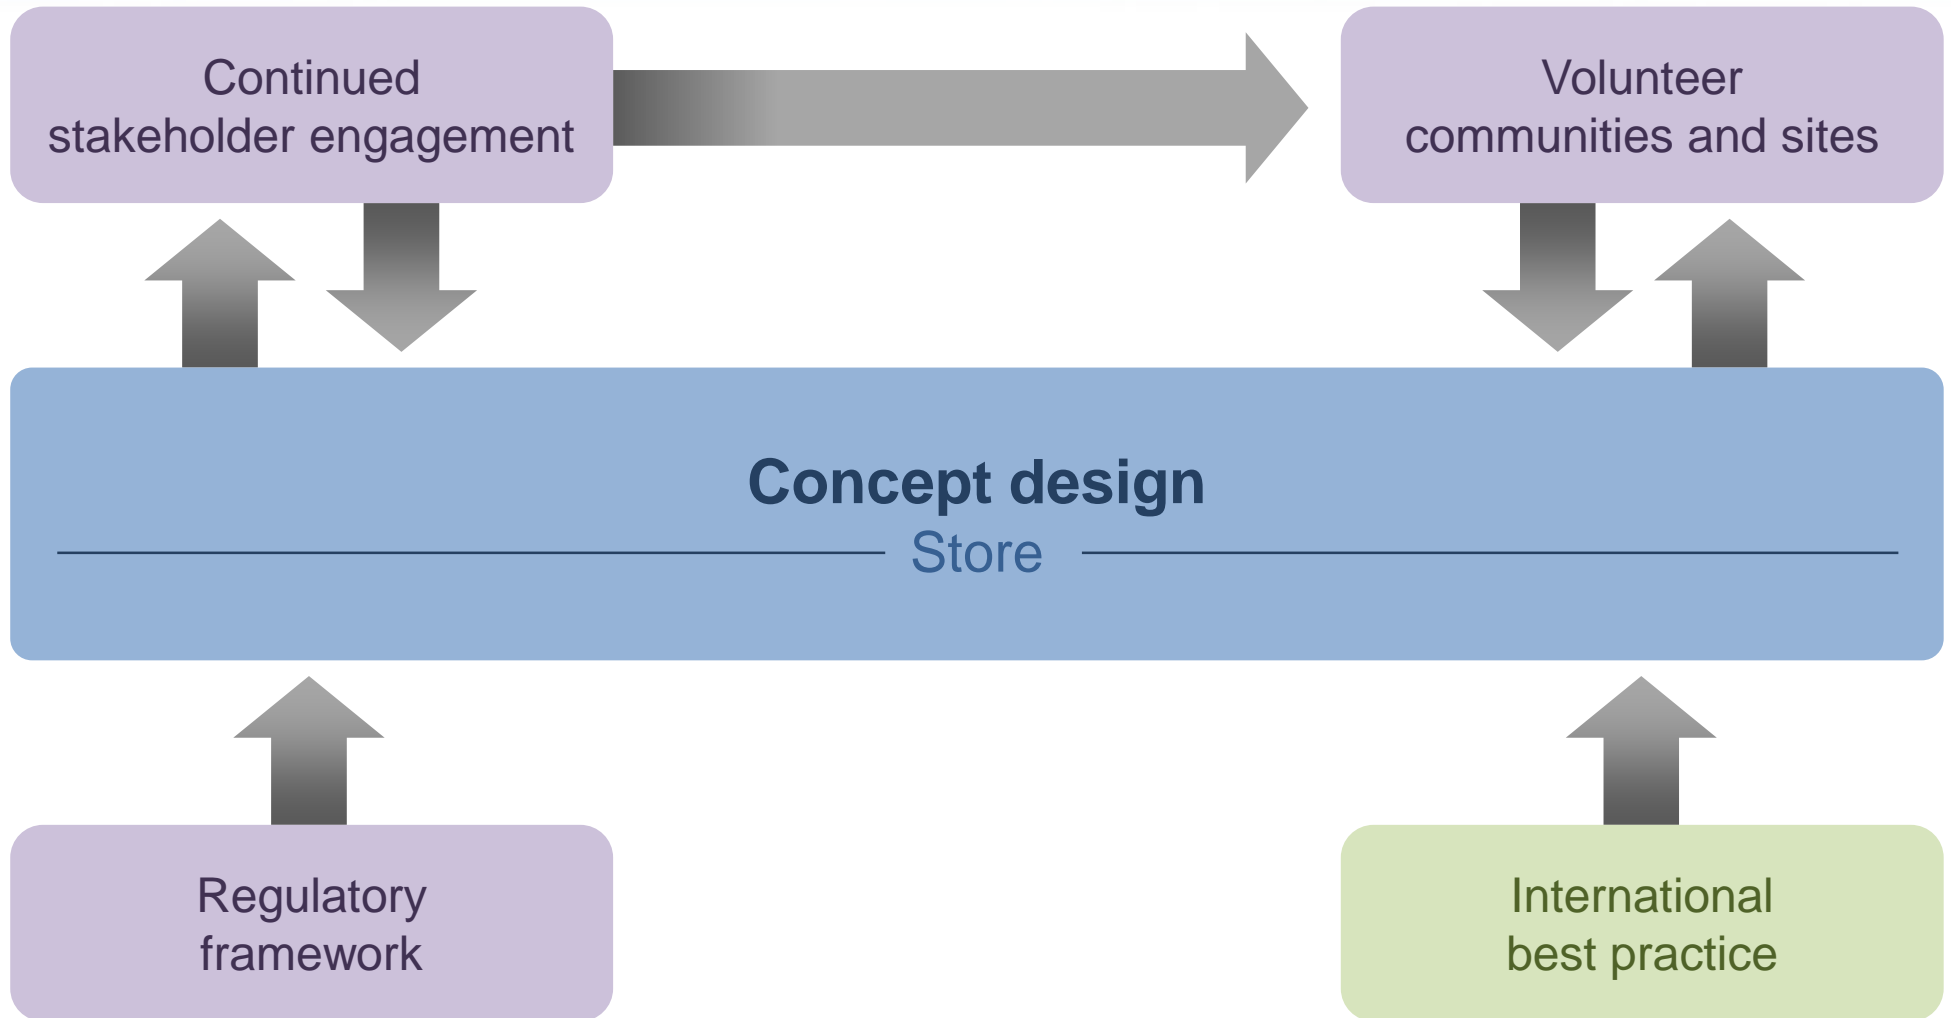 Continued
stakeholder engagement
Volunteer
communities and sites
Concept design
Store
Regulatory
framework
International
best practice